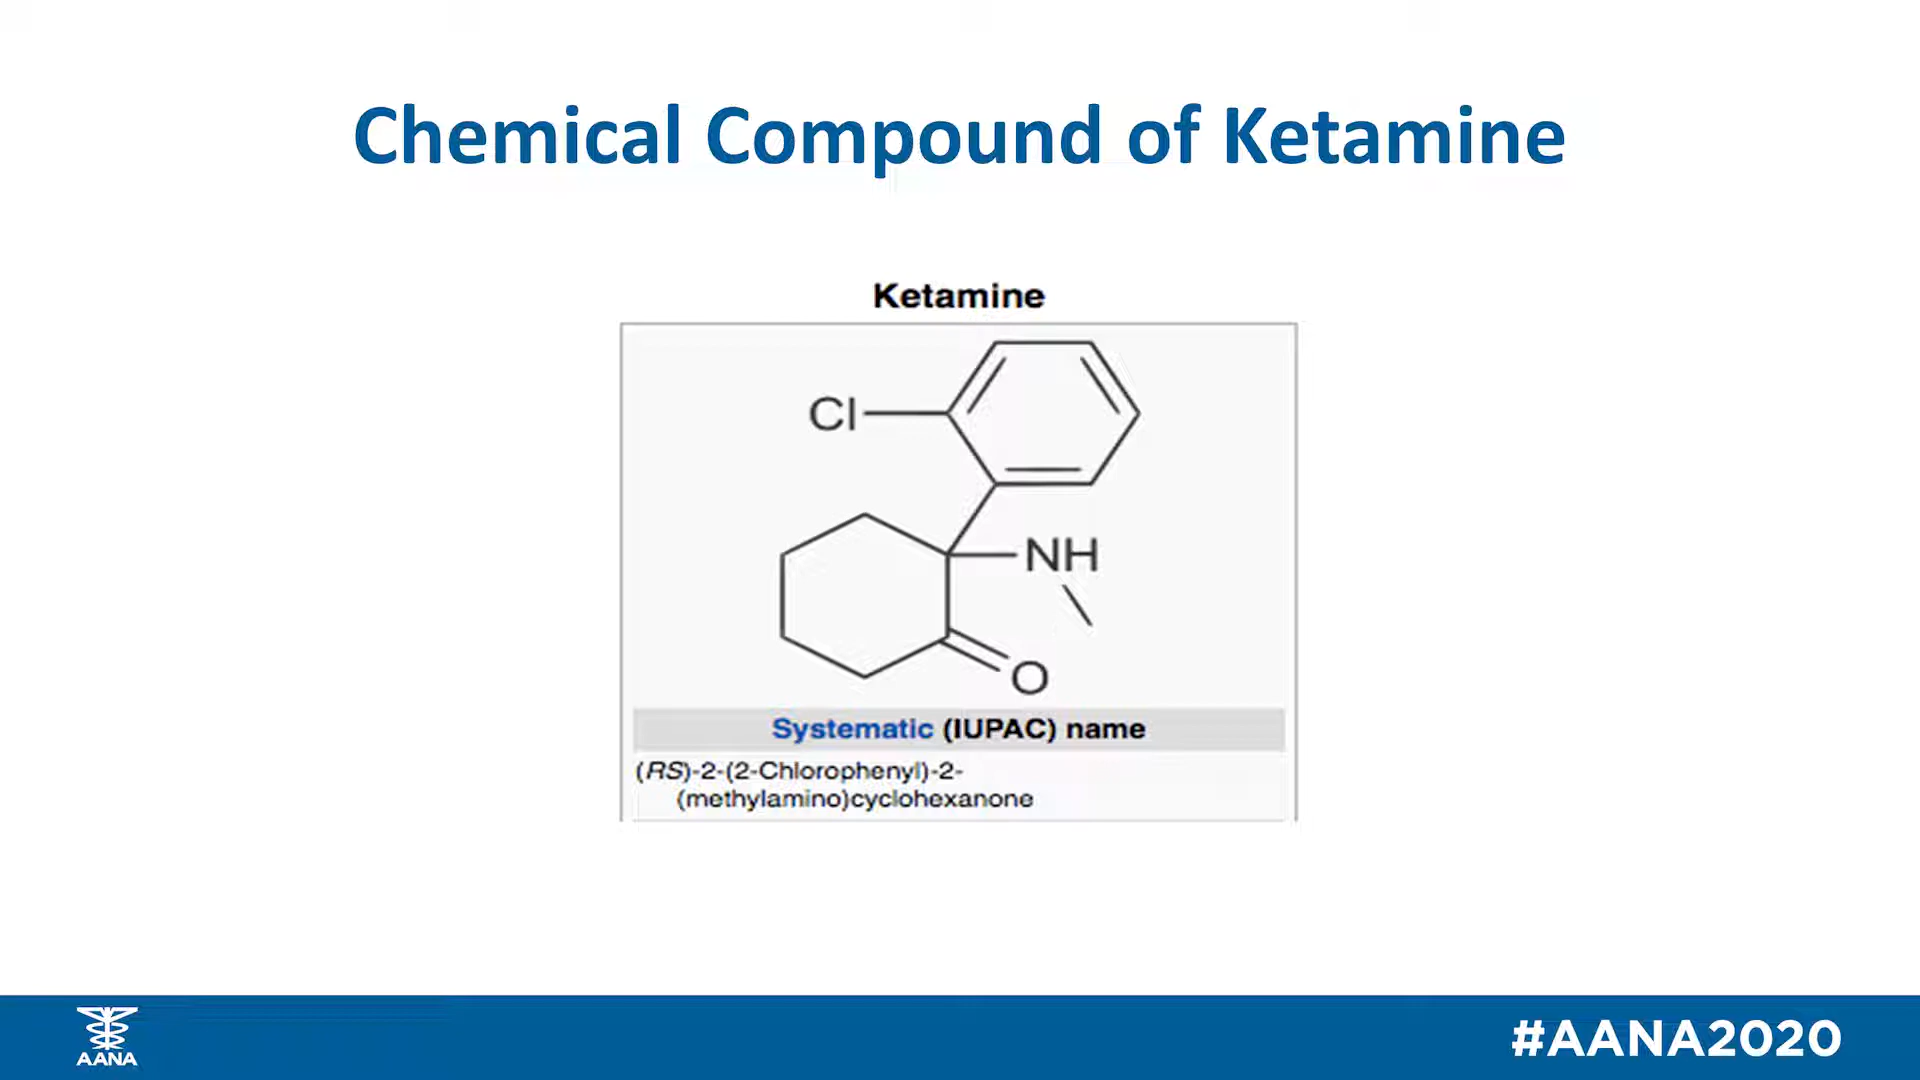 Chemical Compound of Ketamine
Ketamine
Cl
NH
O
Systematic (IUPAC) name
(RS)-2-(2-Chlorophenyl)-2-
(methylamino)cyclohexanone
AANA
#AANA2020